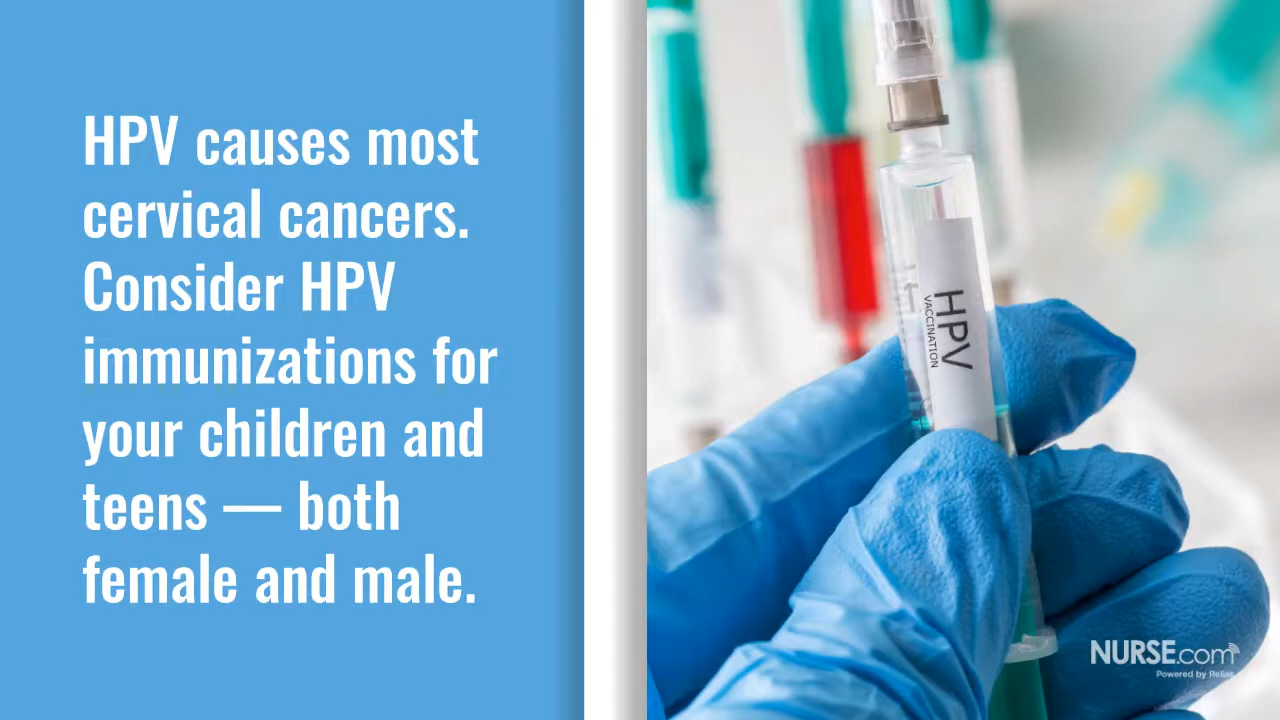 HPV causes most
cervical cancers.
Consider HPV
immunizations for
your children and
teens — both
female and male.
HPV
VACCINATION
NURSE.com
Powered by Relias